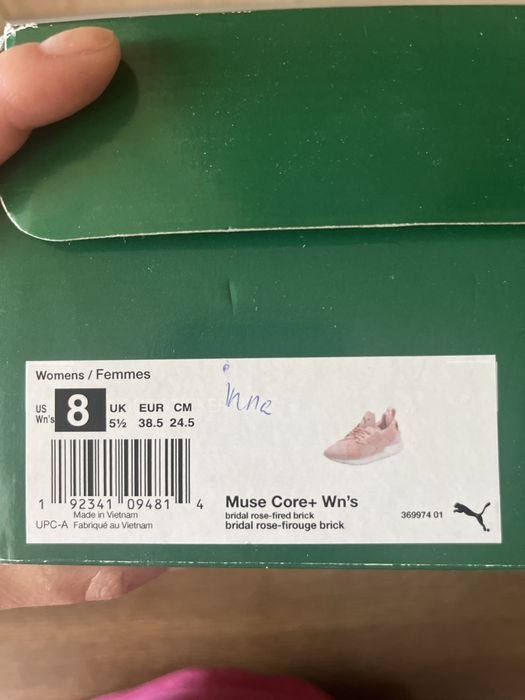 Womens / Femmes
US Wn's 8 UK 5½ EUR 38.5 CM 24.5
1 92341 09481 4
Made in Vietnam
UPC-A Fabriqué au Vietnam
Muse Core+ Wn's
bridal rose-fired brick
bridal rose-firouge brick
369974 01